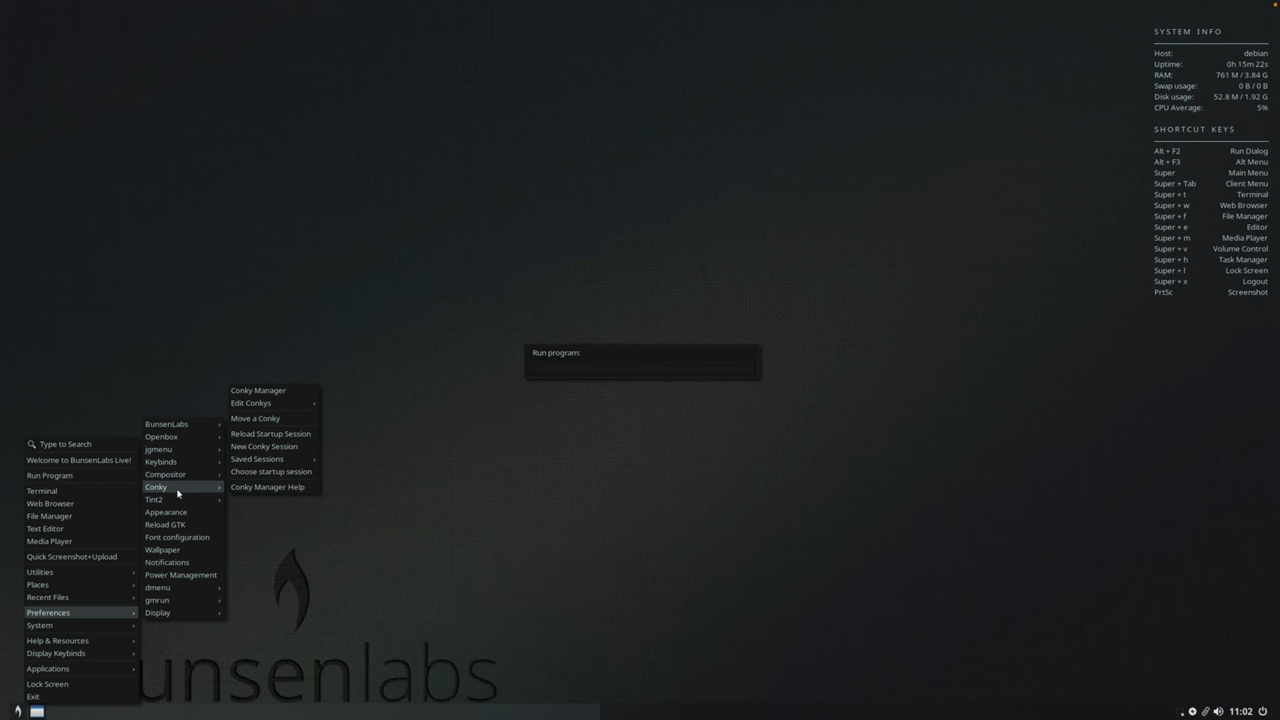 SYSTEM INFO
Host: debian
Uptime: 0h 15m 22s
RAM: 761 M / 3.84 G
Swap usage: 0 B / 0 B
Disk usage: 52.8 M / 1.92 G
CPU Average: 5%
SHORTCUT KEYS
Alt + F2 Run Dialog
Alt + F3 Alt Menu
Super Main Menu
Super + Tab Client Menu
Super + t Terminal
Super + w Web Browser
Super + f File Manager
Super + e Editor
Super + m Media Player
Super + v Volume Control
Super + h Task Manager
Super + l Lock Screen
Super + x Logout
PrtSc Screenshot
Run program:
Conky Manager
Edit Conkys
Move a Conky
Reload Startup Session
New Conky Session
Saved Sessions
Choose startup session
Conky Manager Help
BunsenLabs
Openbox
jgmenu
Keybinds
Compositor
Conky
Tint2
Appearance
Reload GTK
Font configuration
Wallpaper
Notifications
Power Management
dmenu
gmrun
Display
Type to Search
Welcome to BunsenLabs Live!
Run Program
Terminal
Web Browser
File Manager
Text Editor
Media Player
Quick Screenshot+Upload
Utilities
Places
Recent Files
Preferences
System
Help & Resources
Display Keybinds
Applications
Lock Screen
Exit
unsenlabs
11:02